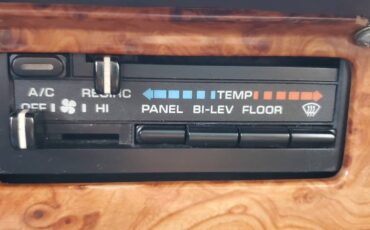 A/C RECIRC TEMP
OFF HI PANEL BI-LEV FLOOR